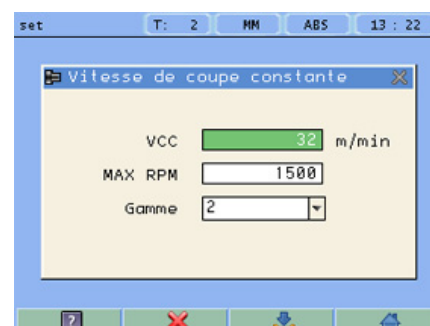 set T: 2 MM ABS 13 : 22
Vitesse de coupe constante
VCC 32 m/min
MAX RPM 1500
Gamme 2
?